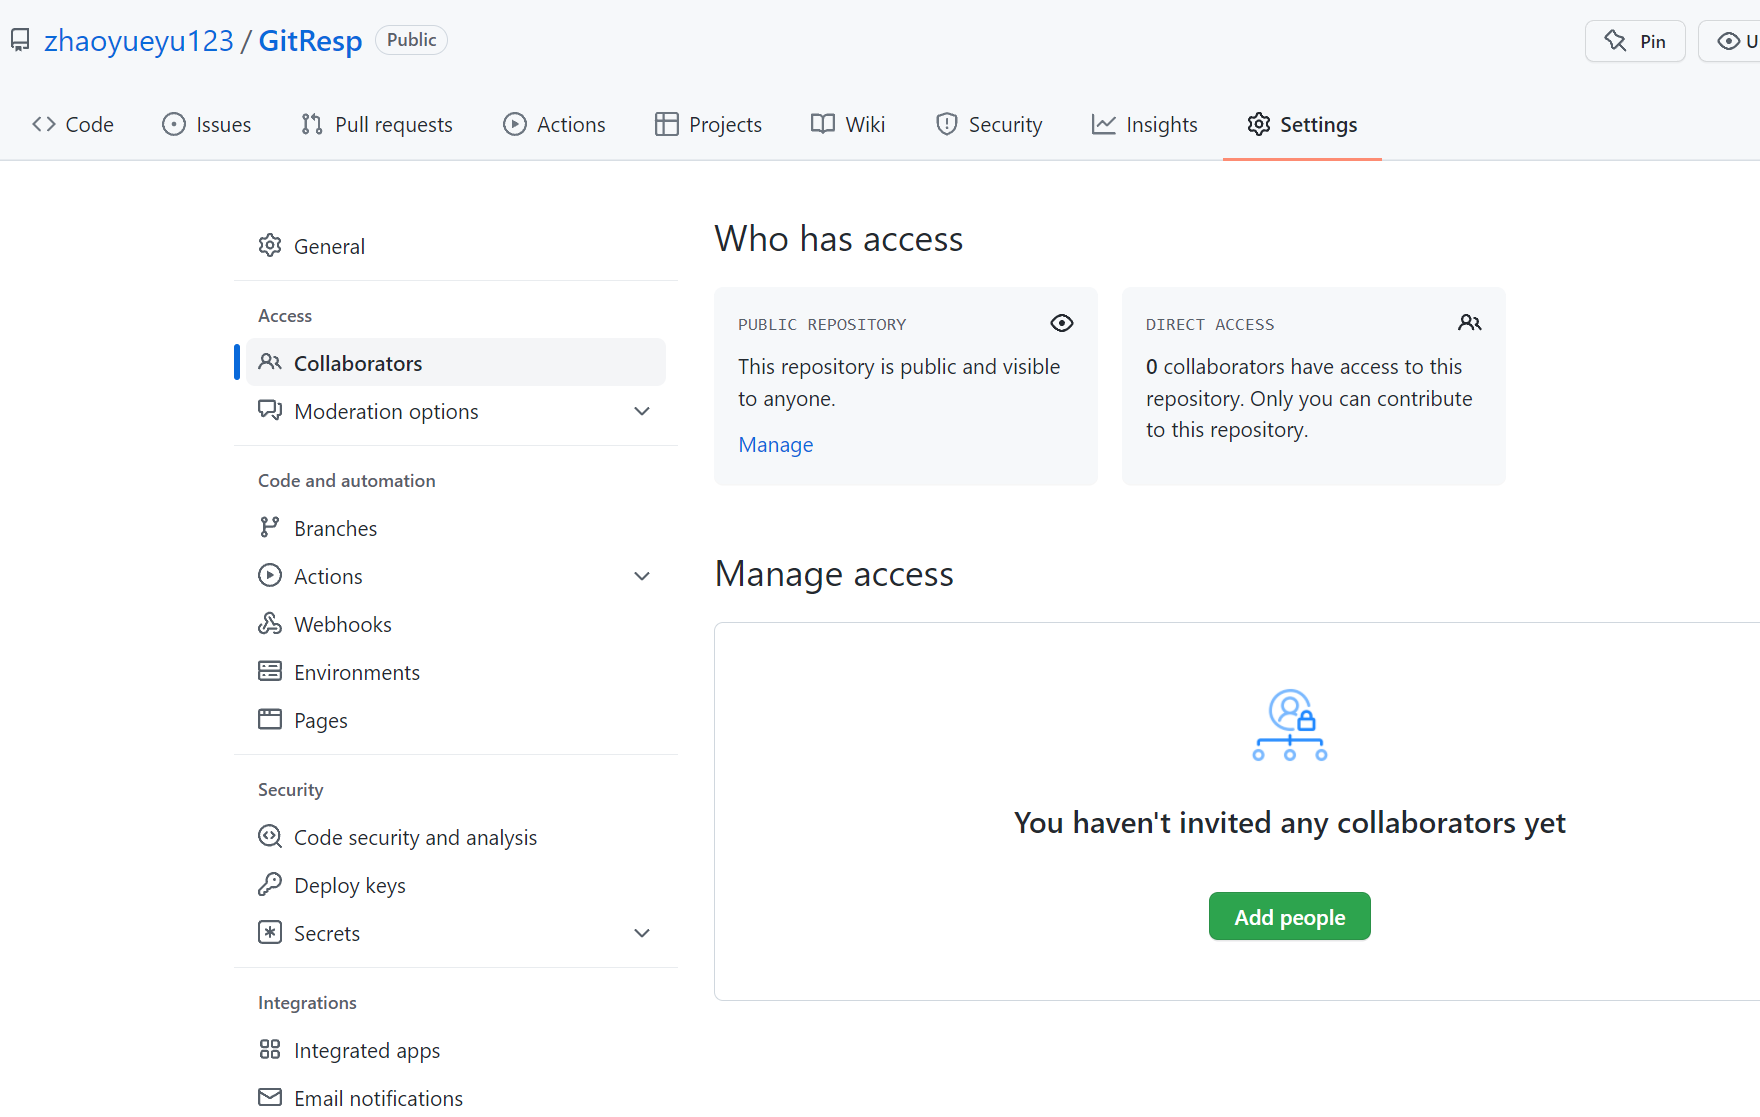 zhaoyueyu123 / GitResp Public
Pin
Code Issues Pull requests Actions Projects Wiki Security Insights Settings
General
Access
Collaborators
Moderation options
Code and automation
Branches
Actions
Webhooks
Environments
Pages
Security
Code security and analysis
Deploy keys
Secrets
Integrations
Integrated apps
Email notifications
Who has access
PUBLIC REPOSITORY
This repository is public and visible
to anyone.
Manage
DIRECT ACCESS
0 collaborators have access to this
repository. Only you can contribute
to this repository.
Manage access
You haven't invited any collaborators yet
Add people